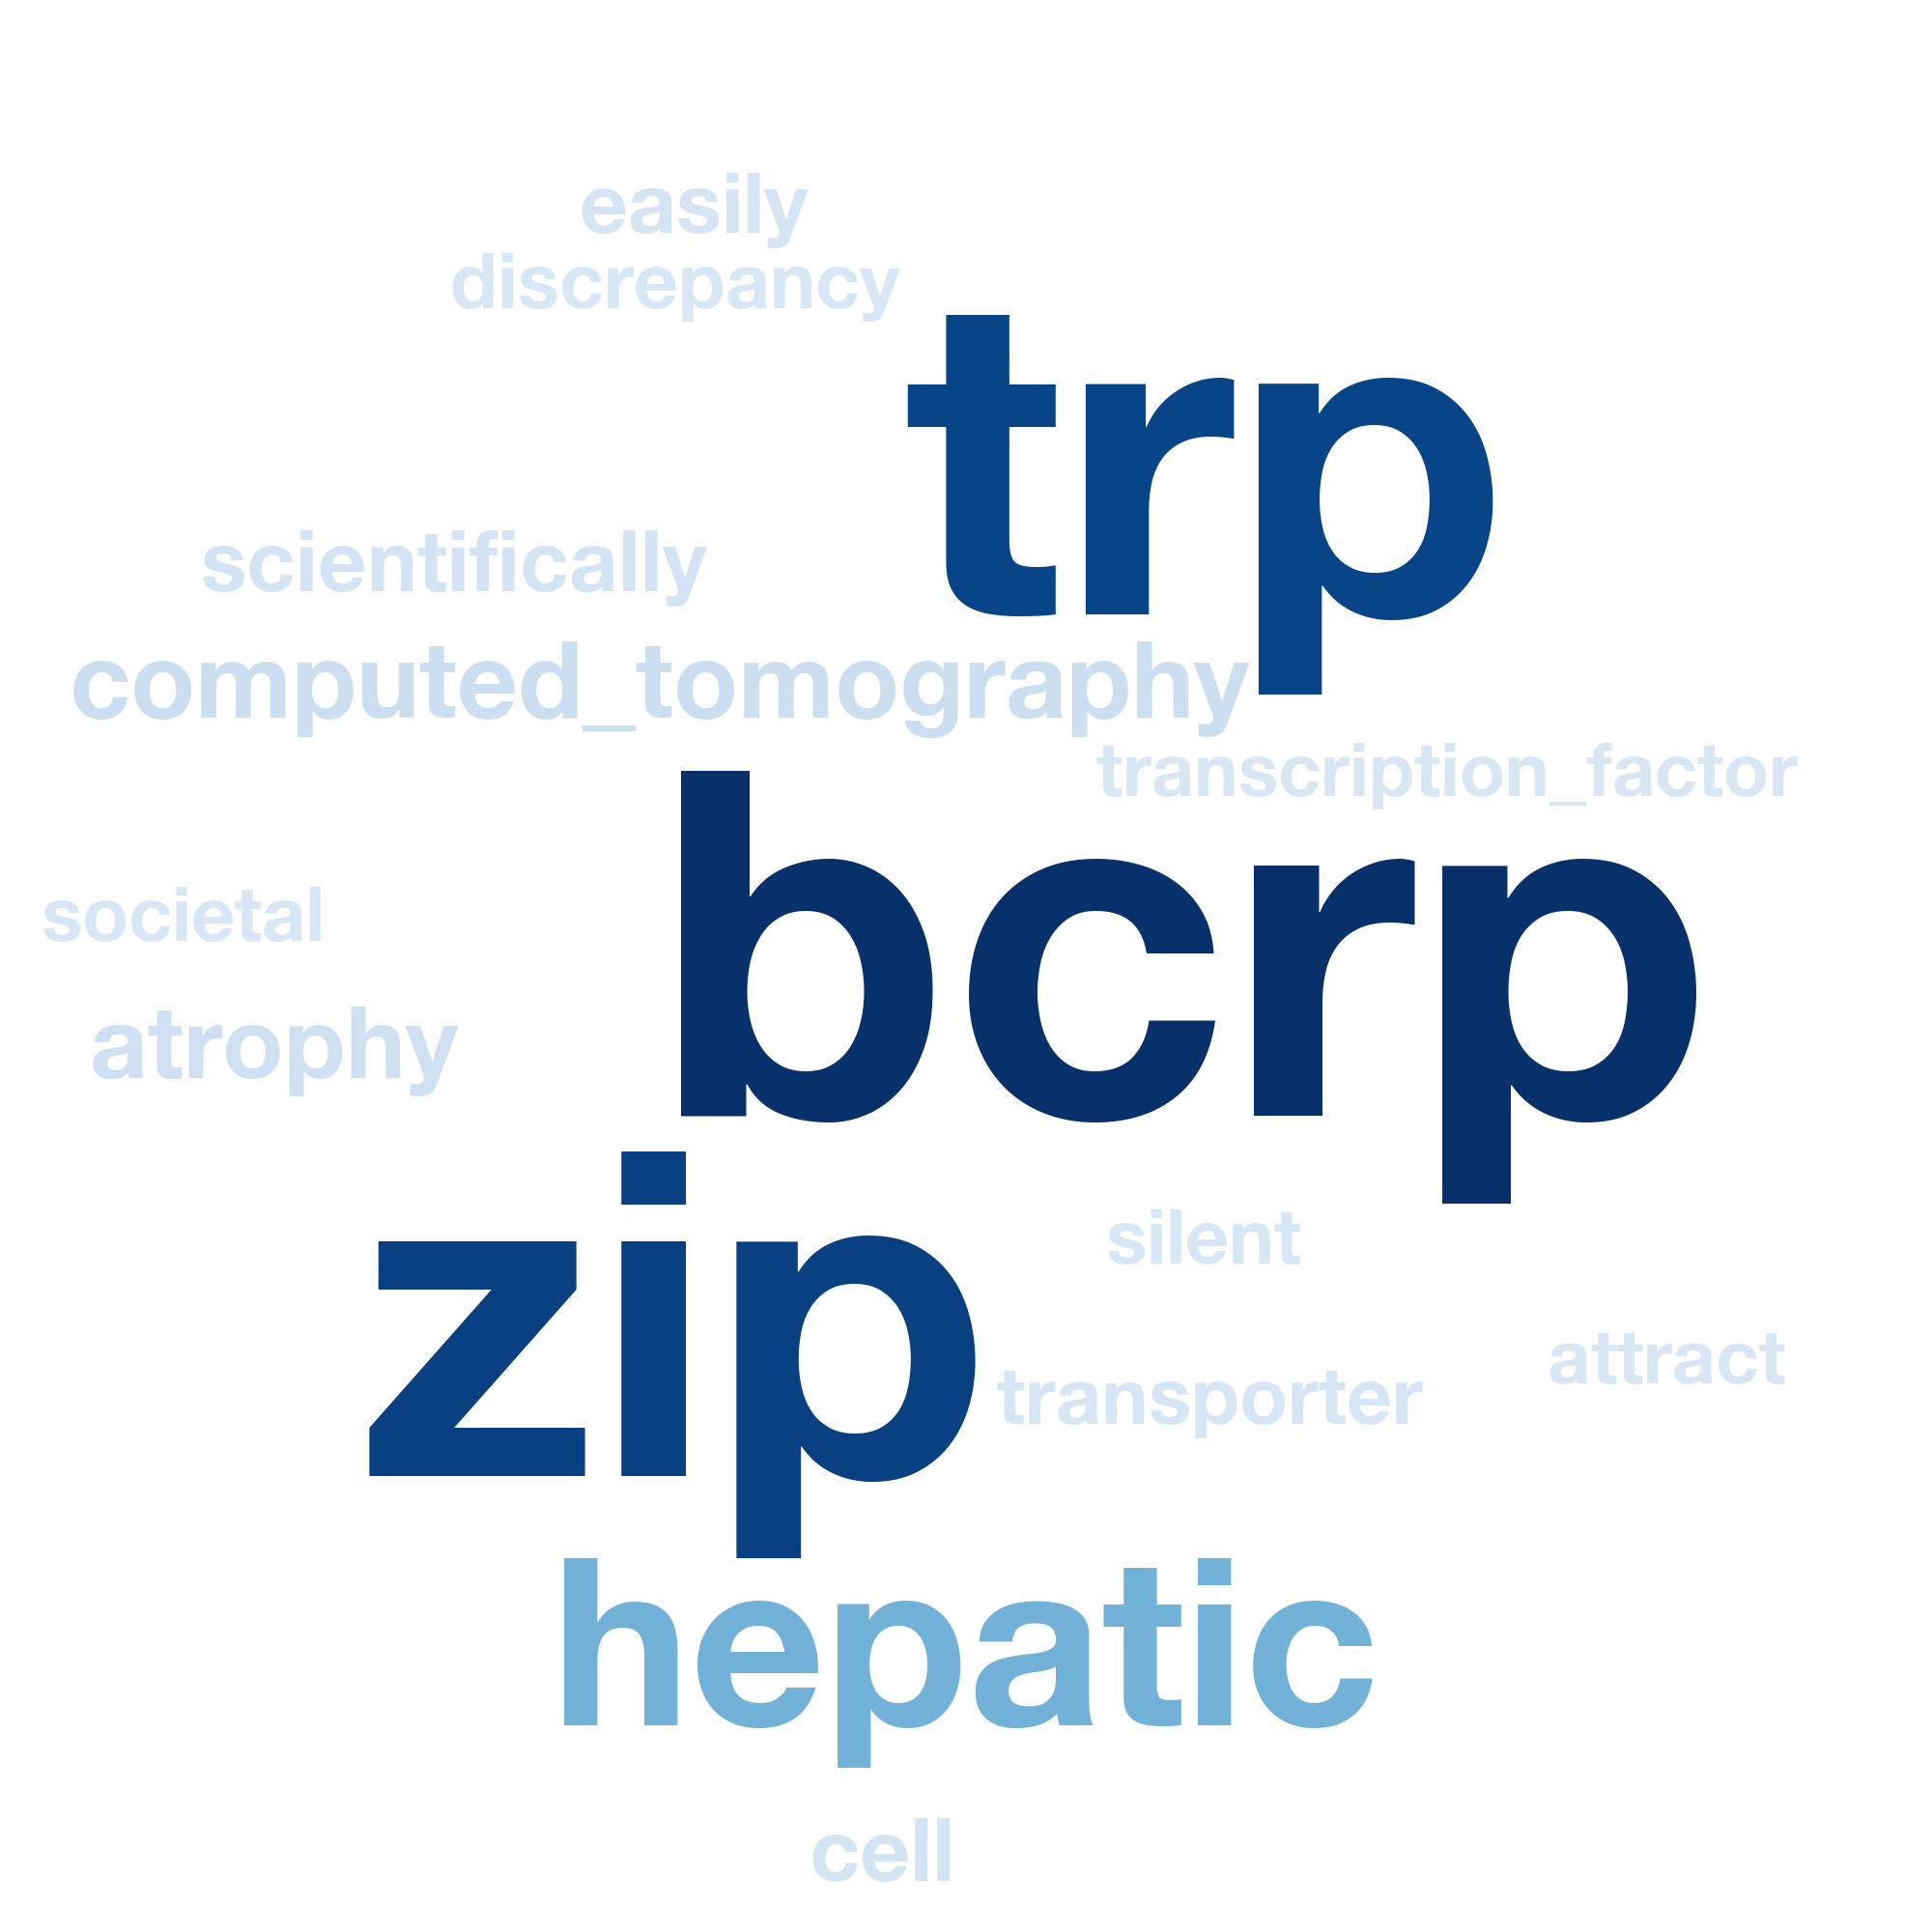 easily
discrepancy
trp
scientifically
computed_tomography
transcription_factor
bcrp
societal
atrophy
zip
silent
attract
transporter
hepatic
cell